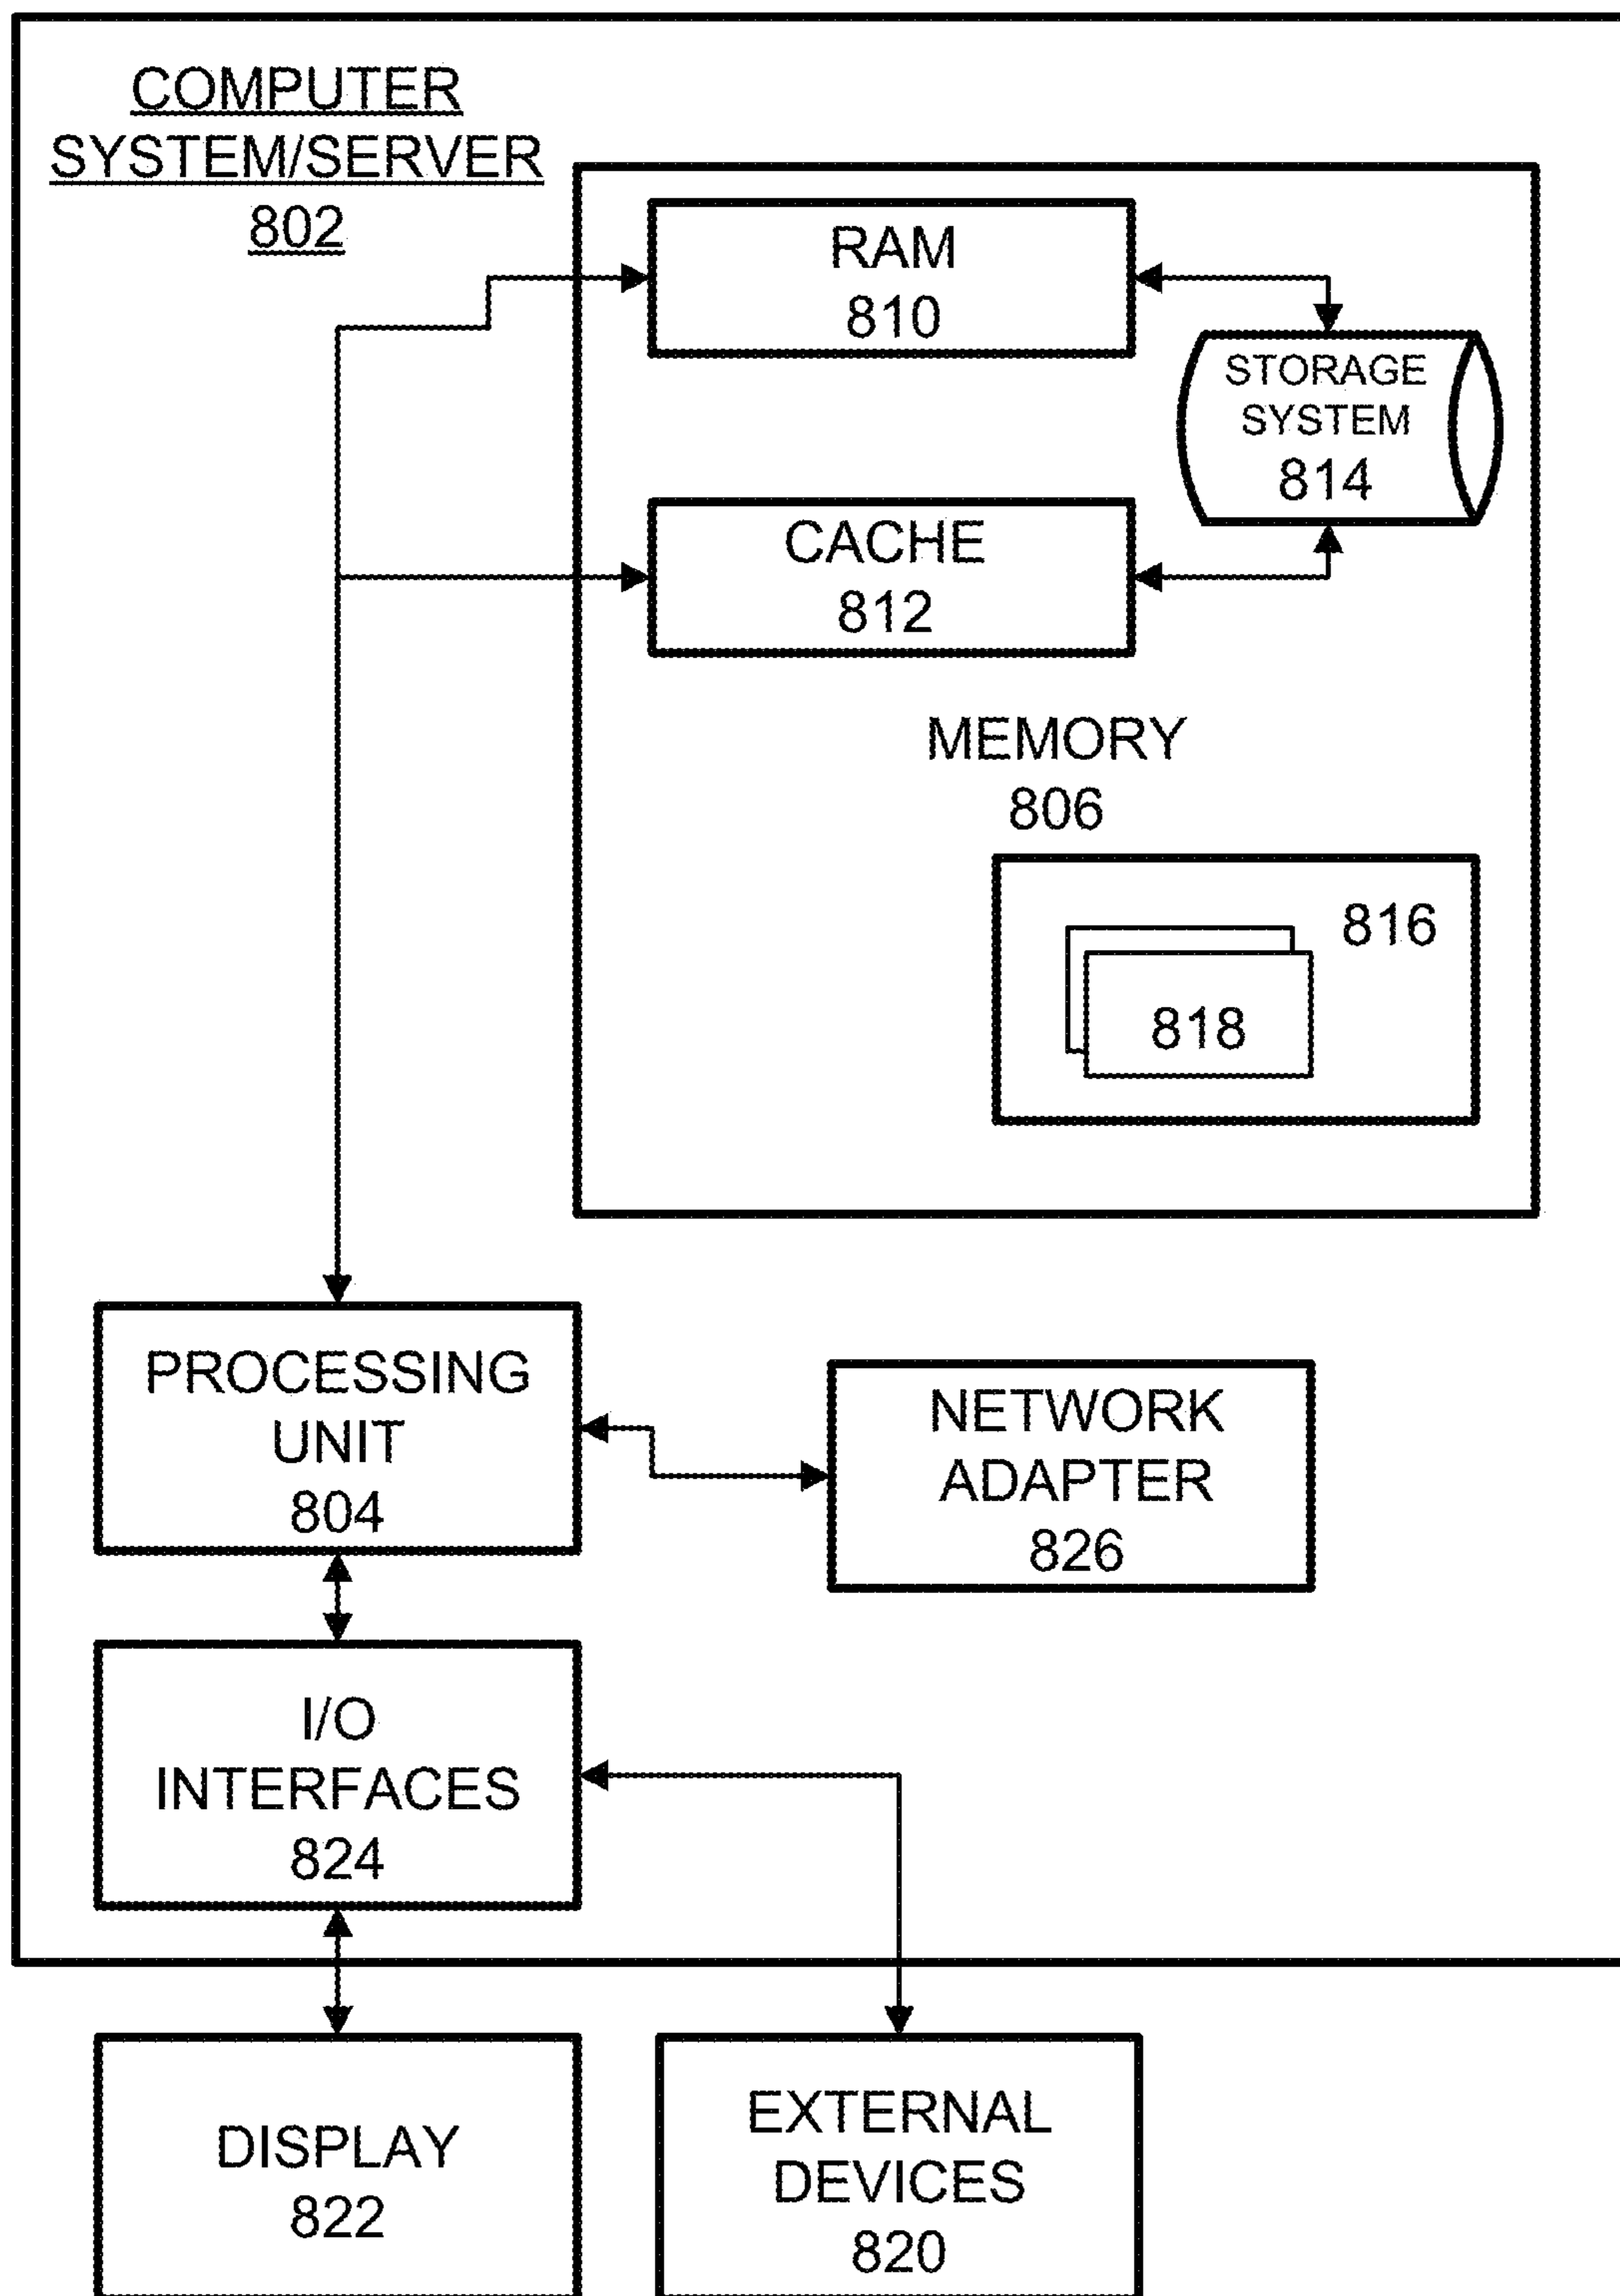 COMPUTER
SYSTEM/SERVER
802
RAM
810
STORAGE
SYSTEM
814
CACHE
812
MEMORY
806
816
818
PROCESSING
UNIT
804
NETWORK
ADAPTER
826
I/O
INTERFACES
824
DISPLAY
822
EXTERNAL
DEVICES
820